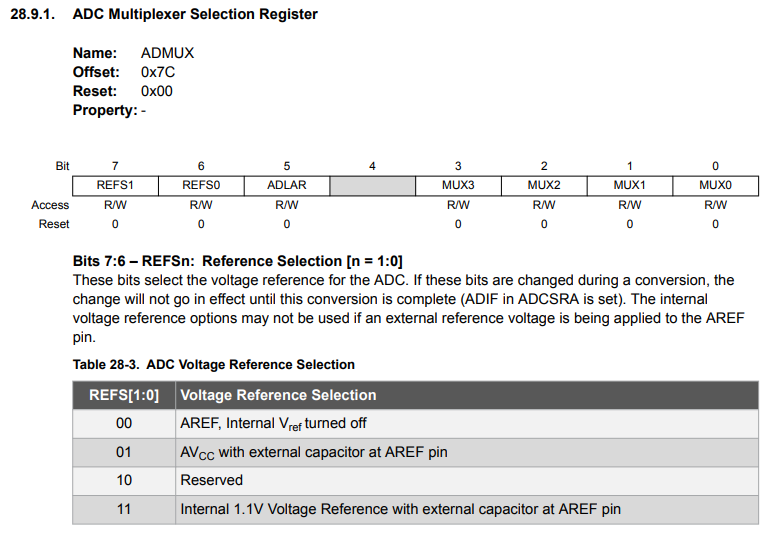 28.9.1. ADC Multiplexer Selection Register
Name: ADMUX
Offset: 0x7C
Reset: 0x00
Property: -
Bit 7 6 5 4 3 2 1 0
REFS1 REFS0 ADLAR MUX3 MUX2 MUX1 MUX0
Access R/W R/W R/W R/W R/W R/W R/W
Reset 0 0 0 0 0 0 0
Bits 7:6 – REFSn: Reference Selection [n = 1:0]
These bits select the voltage reference for the ADC. If these bits are changed during a conversion, the
change will not go in effect until this conversion is complete (ADIF in ADCSRA is set). The internal
voltage reference options may not be used if an external reference voltage is being applied to the AREF
pin.
Table 28-3. ADC Voltage Reference Selection
REFS[1:0] Voltage Reference Selection
00 AREF, Internal Vref turned off
01 AVCC with external capacitor at AREF pin
10 Reserved
11 Internal 1.1V Voltage Reference with external capacitor at AREF pin